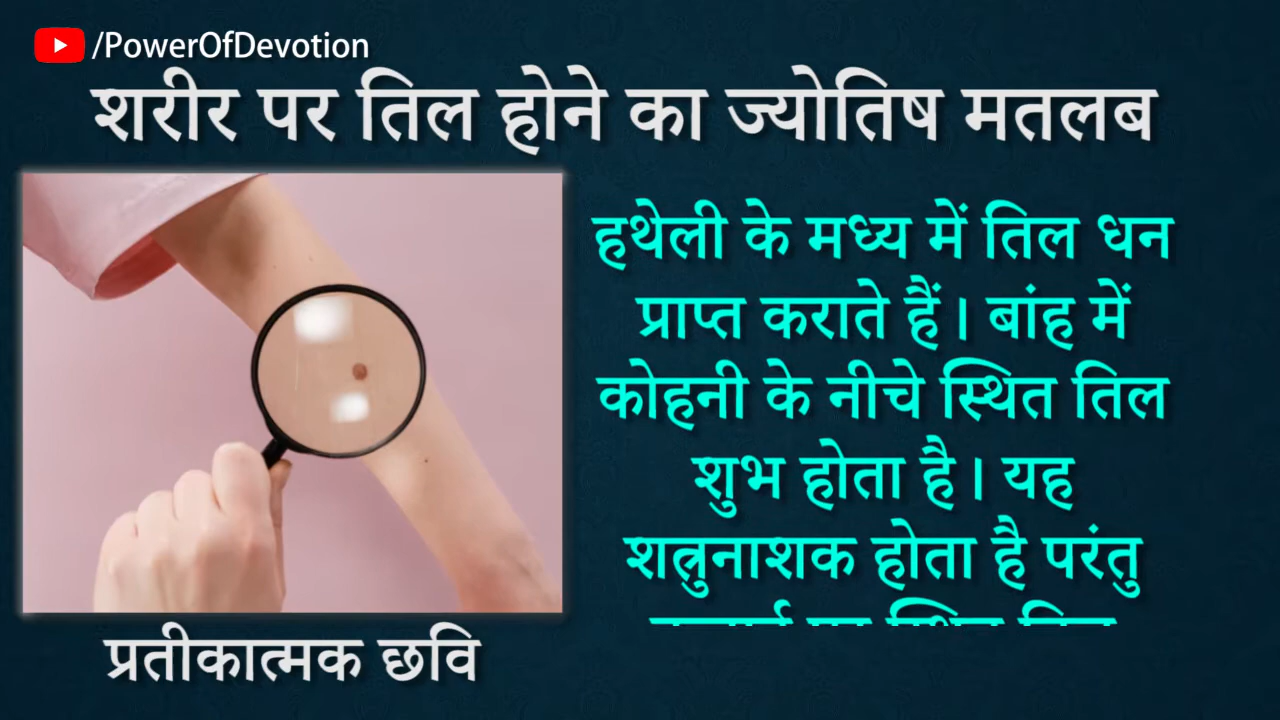 /PowerOfDevotion
शरीर पर तिल होने का ज्योतिष मतलब
हथेली के मध्य में तिल धन
प्राप्त कराते हैं। बांह में
कोहनी के नीचे स्थित तिल
शुभ होता है। यह
शत्रुनाशक होता है परंतु
प्रतीकात्मक छवि